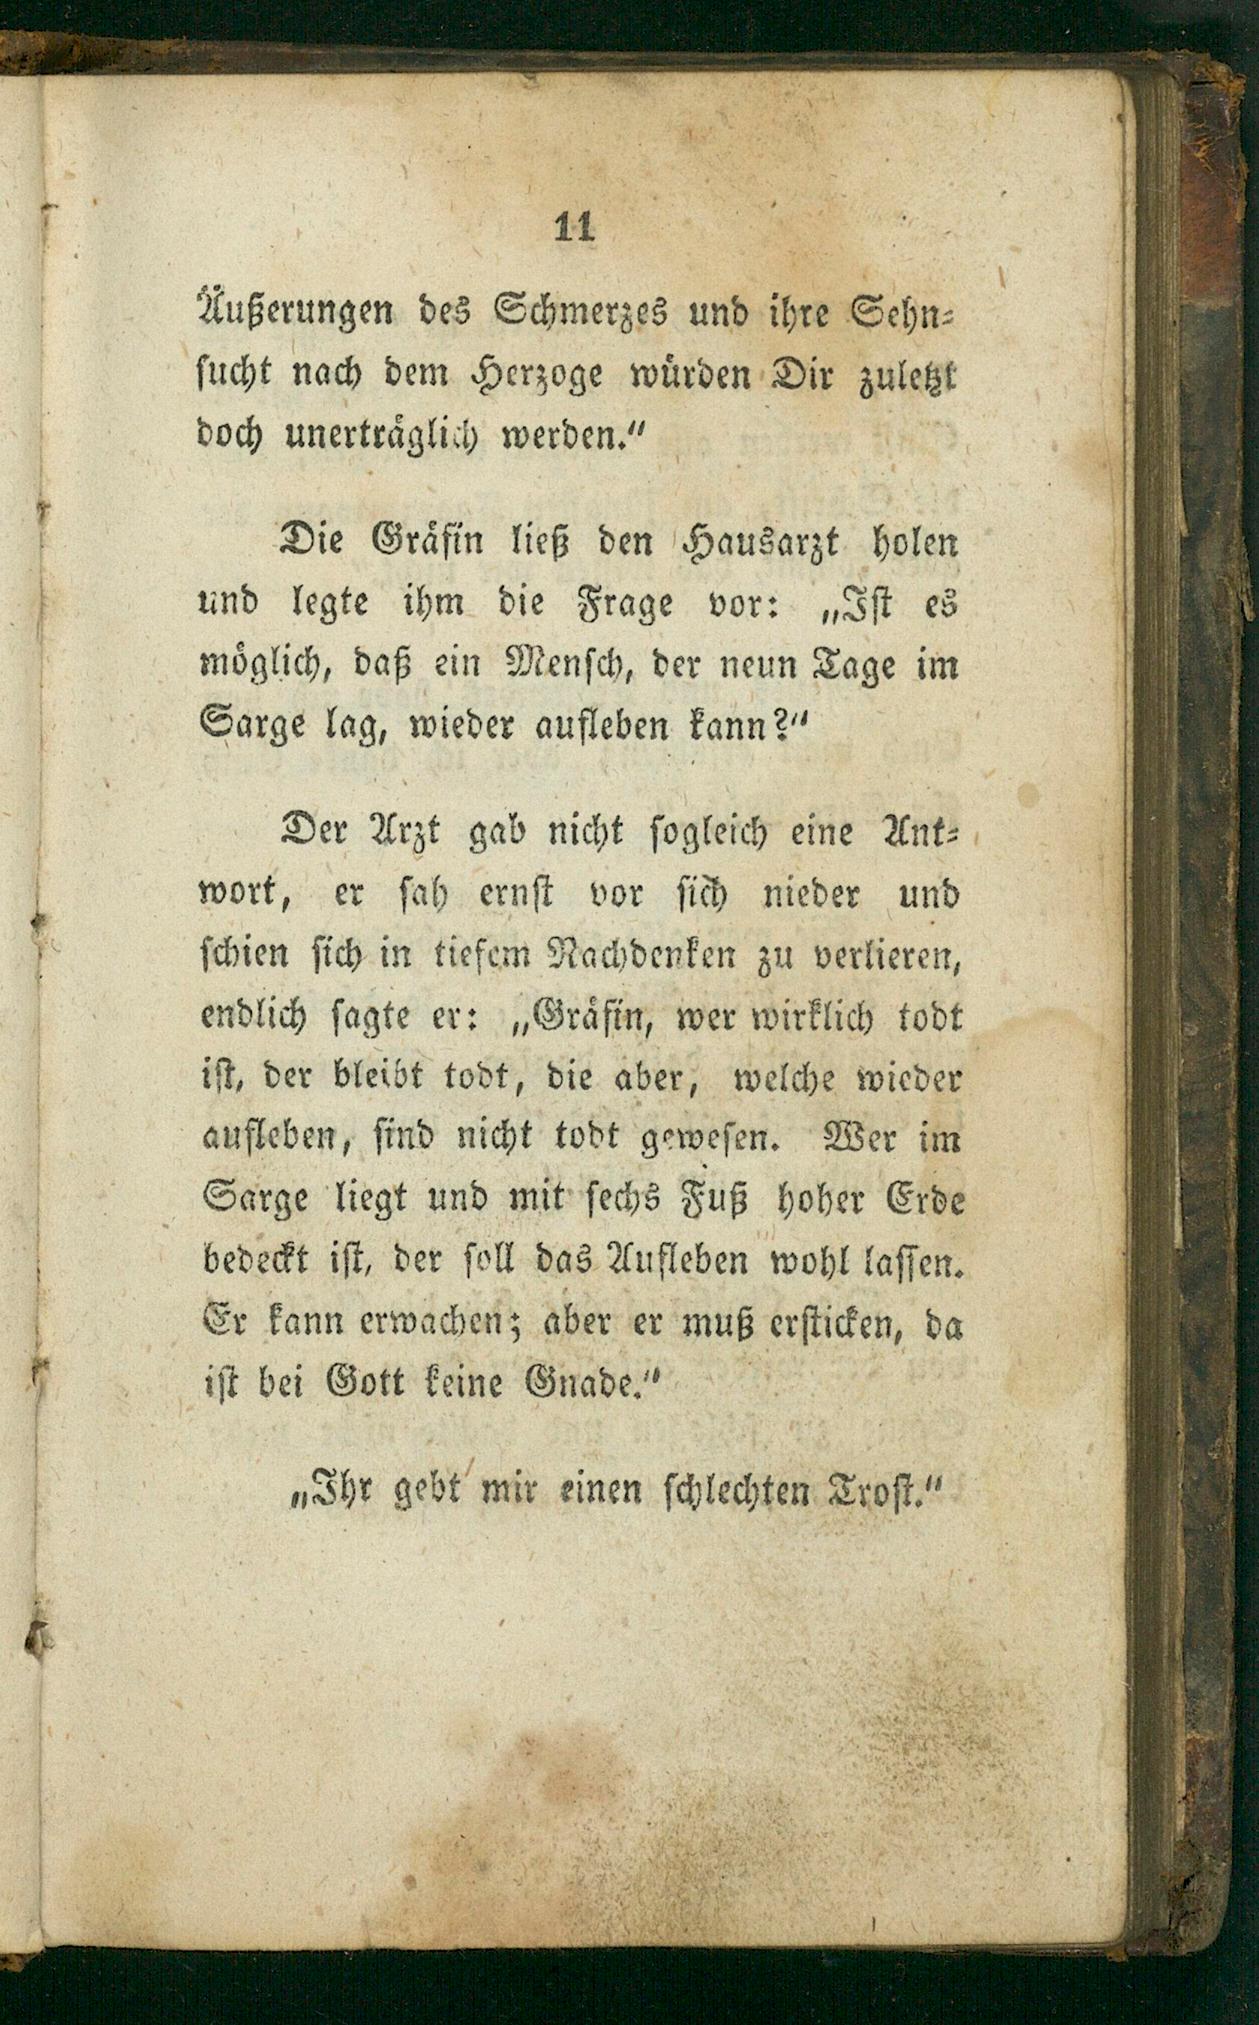 11
Äußerungen des Schmerzes und ihre Sehn-
sucht nach dem Herzoge würden Dir zuletzt
doch unerträglich werden.“
Die Gräfin ließ den Hausarzt holen
und legte ihm die Frage vor: „Ist es
möglich, daß ein Mensch, der neun Tage im
Sarge lag, wieder aufleben kann?“
Der Arzt gab nicht sogleich eine Ant-
wort, er sah ernst vor sich nieder und
schien sich in tiefem Nachdenken zu verlieren,
endlich sagte er: „Gräfin, wer wirklich todt
ist, der bleibt todt, die aber, welche wieder
aufleben, sind nicht todt gewesen. Wer im
Sarge liegt und mit sechs Fuß hoher Erde
bedeckt ist, der soll das Aufleben wohl lassen.
Er kann erwachen; aber er muß ersticken, da
ist bei Gott keine Gnade.“
„Ihr gebt mir einen schlechten Trost.“